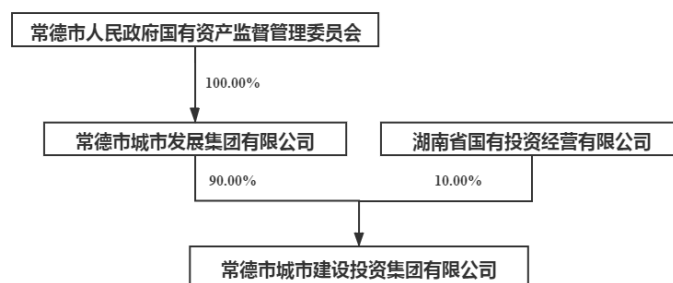 常德市人民政府国有资产监督管理委员会
100.00%
常德市城市发展集团有限公司
湖南省国有投资经营有限公司
90.00%
10.00%
常德市城市建设投资集团有限公司